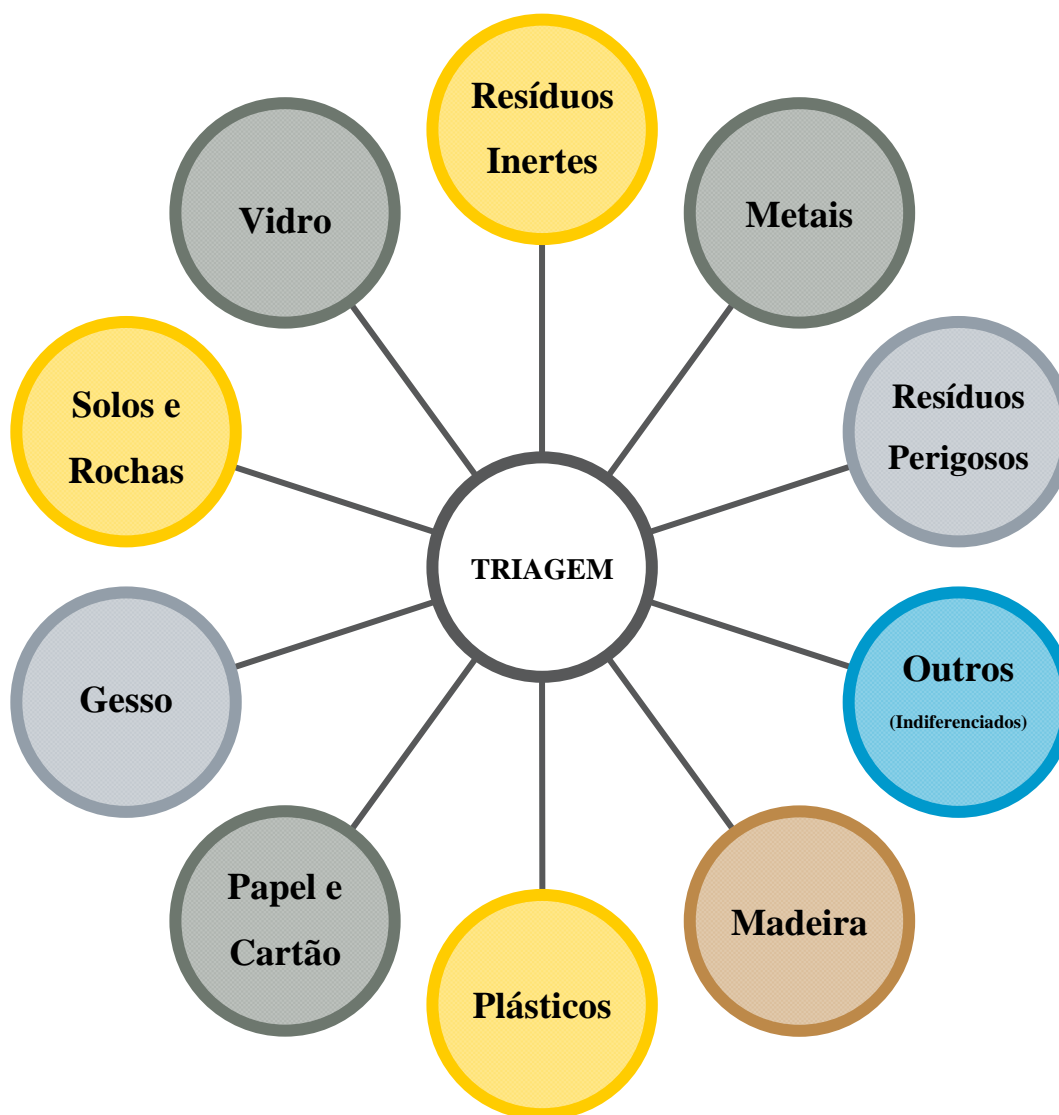 Resíduos
Inertes
Metais
Resíduos
Perigosos
Outros
(Indiferenciados)
Madeira
Plásticos
Papel e
Cartão
Gesso
Solos e
Rochas
Vidro
TRIAGEM